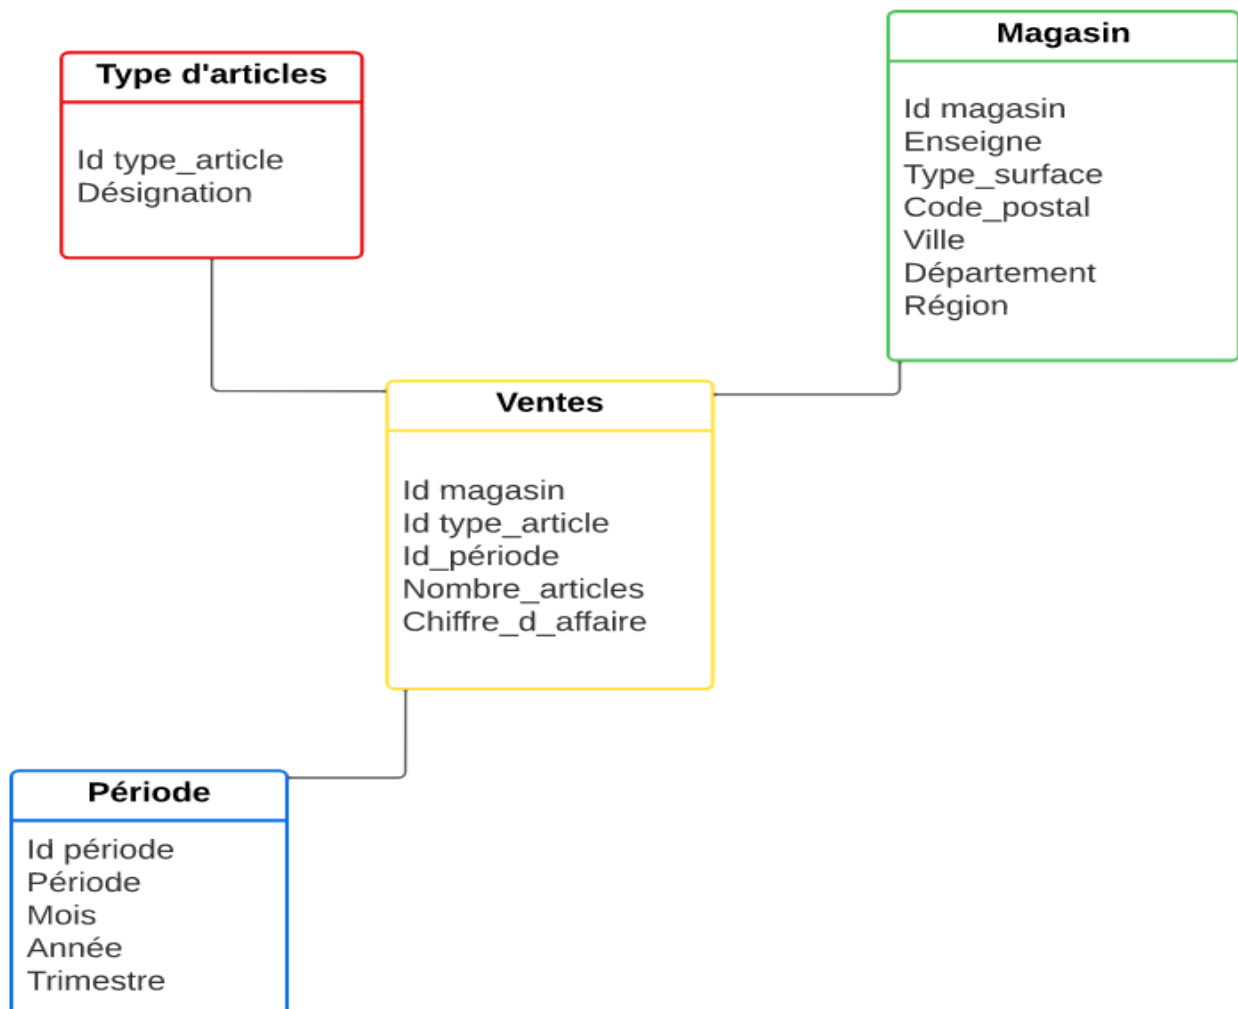 Type d'articles
Id type_article
Désignation
Magasin
Id magasin
Enseigne
Type_surface
Code_postal
Ville
Département
Région
Ventes
Id magasin
Id type_article
Id_période
Nombre_articles
Chiffre_d_affaire
Période
Id période
Période
Mois
Année
Trimestre